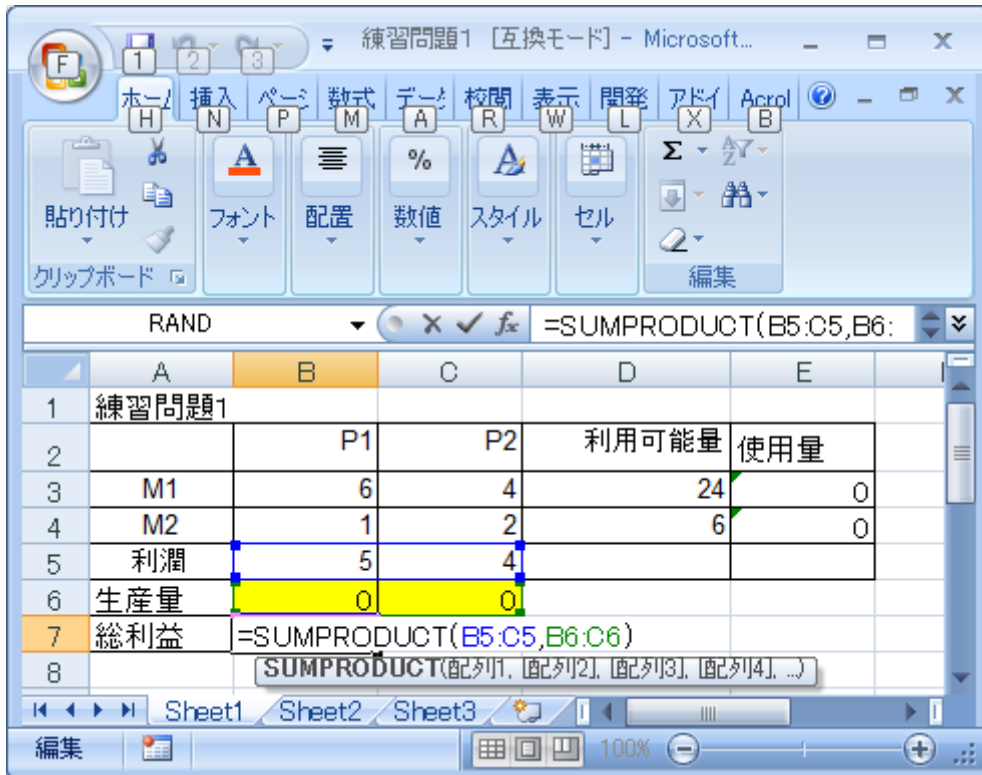 練習問題1 [互換モード] - Microsoft...
F 1 2 3
ホーム 挿入 ページ 数式 データ 校閲 表示 開発 アドイ Acrol
H N P M A R W L X B
貼り付け フォント 配置 数値 スタイル セル 編集
クリップボード
RAND =SUMPRODUCT(B5:C5,B6:
A B C D E
1 練習問題1
2 P1 P2 利用可能量 使用量
3 M1 6 4 24 0
4 M2 1 2 6 0
5 利潤 5 4
6 生産量 0 0
7 総利益 =SUMPRODUCT(B5:C5,B6:C6)
8 SUMPRODUCT(配列1, [配列2], [配列3], [配列4], ...)
Sheet1 Sheet2 Sheet3
編集 100%